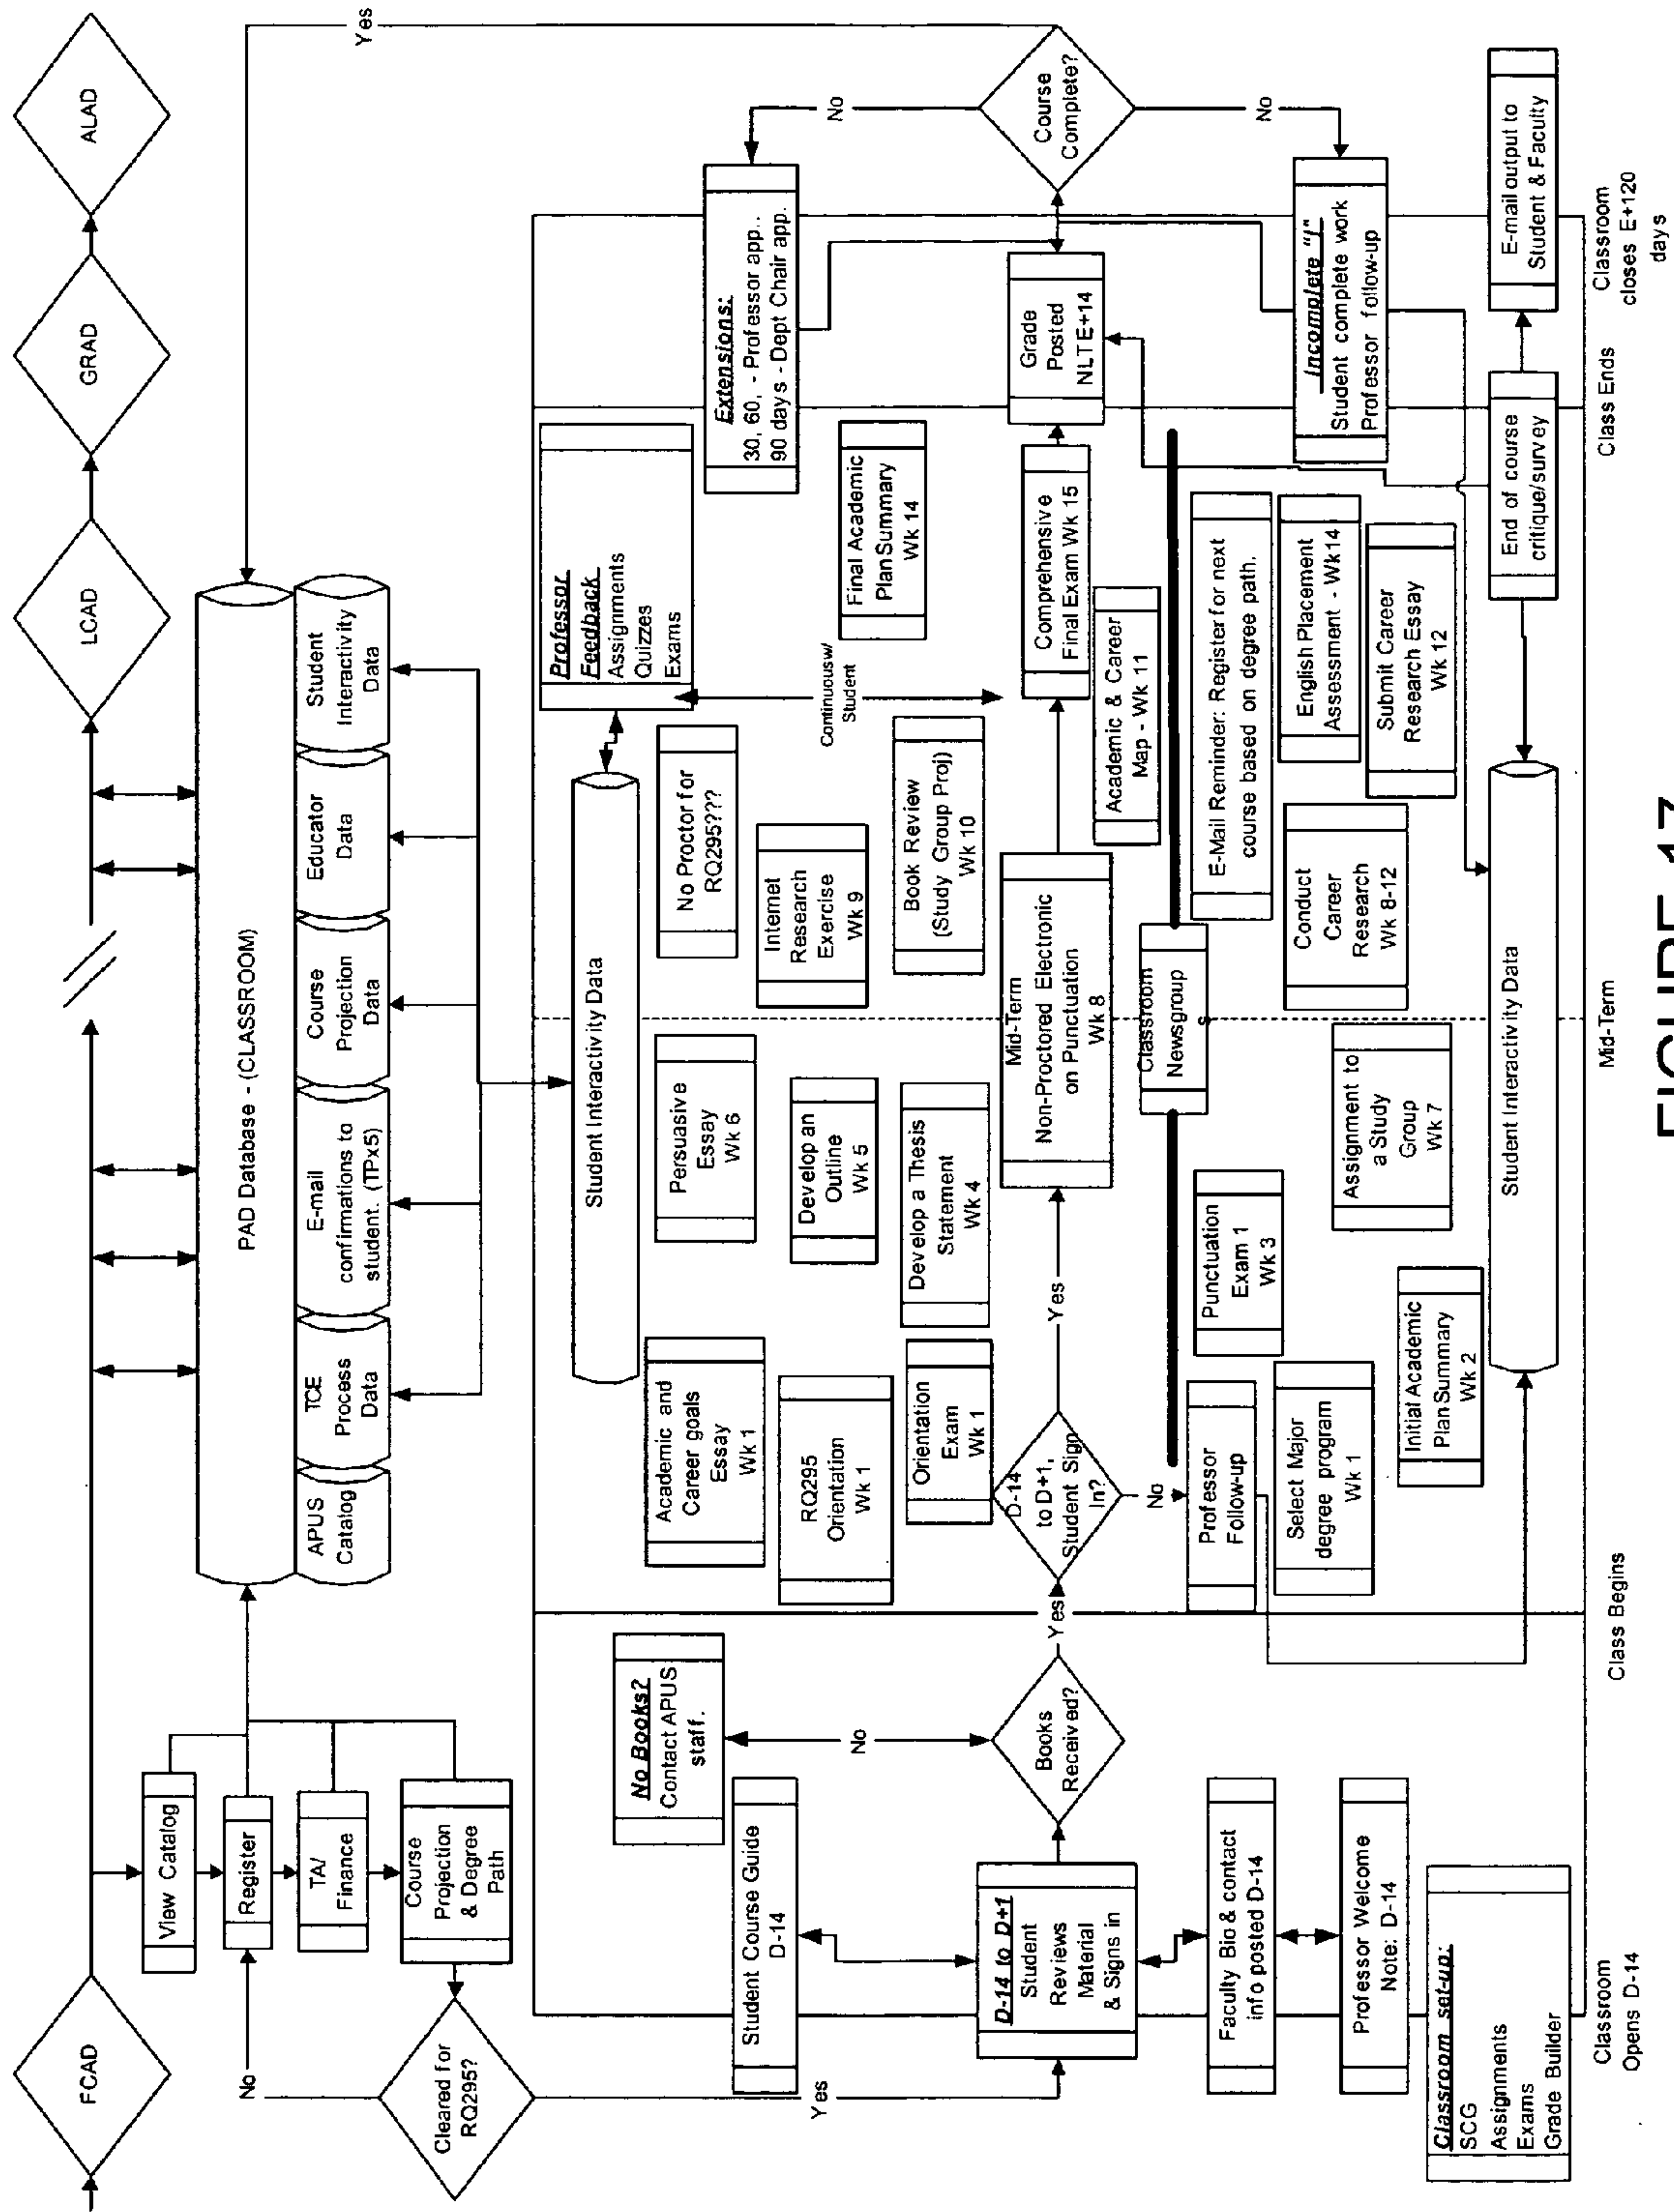 FCAD
LCAD
GRAD
ALAD
View Catalog
Register
TA/
Finance
Course
Projection
& Degree
Path
Cleared for
RQ295?
No
Yes
PAD Database - (CLASSROOM)
APUS
Catalog
TCE
Process
Data
E-mail
confirmations to
student. (TPx5)
Course
Projection
Data
Educator
Data
Student
Interactivity
Data
Yes
No Books?
Contact APUS
staff.
No
Student Course Guide
D-14
D-14 to D+1
Student
Reviews
Material
& Signs in
Books
Received?
Yes
Faculty Bio & contact
info posted D-14
Professor Welcome
Note: D-14
Classroom set-up:
SCG
Assignments
Exams
Grade Builder
Student Interactivity Data
Academic and
Career goals
Essay
Wk 1
RQ295
Orientation
Wk 1
Orientation
Exam
Wk 1
D-14
to D+1,
Student Sign
In?
Yes
No
Professor
Follow-up
Select Major
degree program
Wk 1
Initial Academic
Plan Summary
Wk 2
Punctuation
Exam 1
Wk 3
Persuasive
Essay
Wk 6
Develop an
Outline
Wk 5
Develop a Thesis
Statement
Wk 4
Mid-Term
Non-Proctored Electronic
on Punctuation
Wk 8
Classroom
Newsgroup
s
Assignment to
a Study
Group
Wk 7
Student Interactivity Data
No Proctor for
RQ295???
Internet
Research
Exercise
Wk 9
Book Review
(Study Group Proj)
Wk 10
Professor
Feedback
Assignments
Quizzes
Exams
Continuousw/
Student
Final Academic
PlanSummary
Wk 14
Comprehensive
Final Exam Wk 15
Academic & Career
Map - Wk 11
E-Mail Reminder: Register for next
course based on degree path.
Conduct
Career
Research
Wk 8-12
English Placement
Assessment - Wk14
Submit Career
Research Essay
Wk 12
Extensions:
30, 60, - Professor app..
90 days - Dept Chair app.
Grade
Posted
NLTE+14
Incomplete "I"
Student complete work
Professor follow-up
No
Course
Complete?
No
End of course
critique/survey
E-mail output to
Student & Faculty
Classroom
Opens D-14
Class Begins
Mid-Term
Class Ends
Classroom
closes E+120
days
FIGURE 17